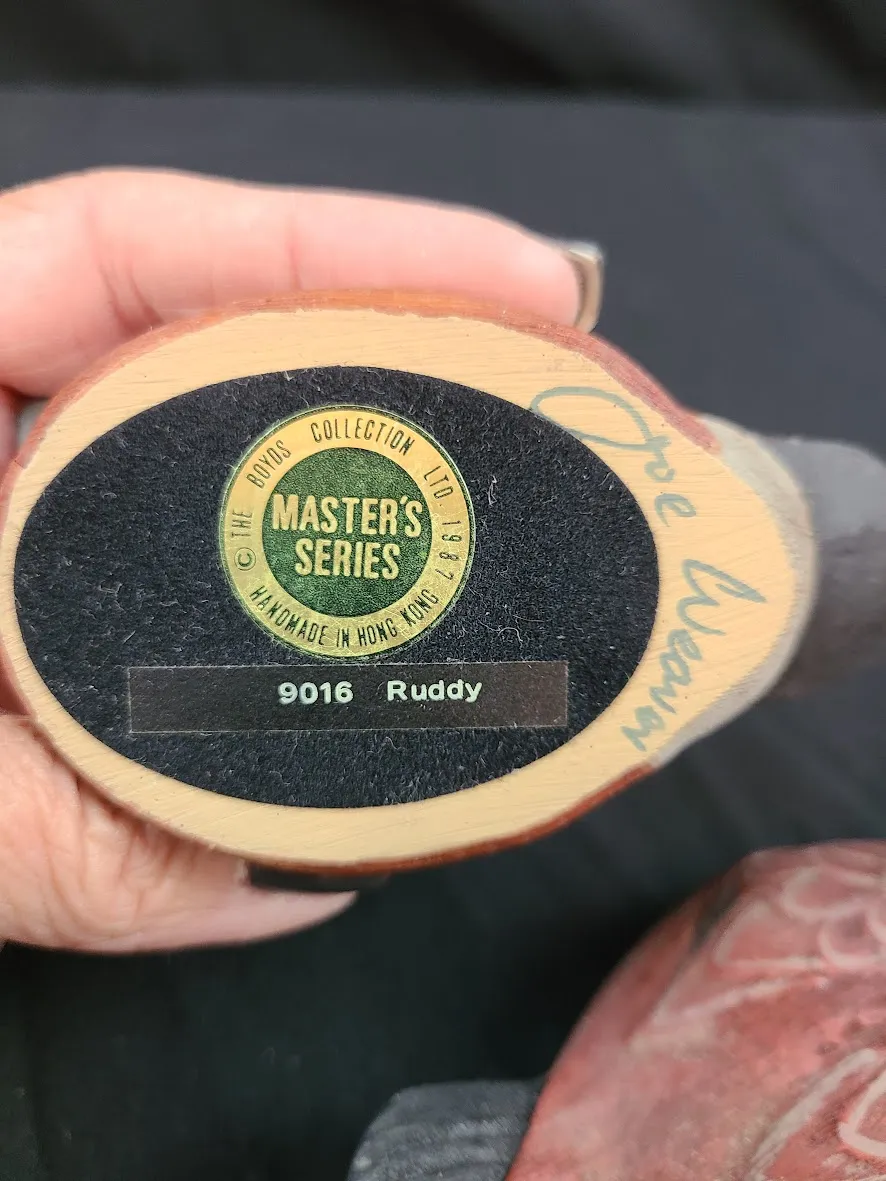 © THE BOYDS COLLECTION LTD. 1987
MASTER'S
SERIES
HANDMADE IN HONG KONG
9016 Ruddy
Joe Weaver